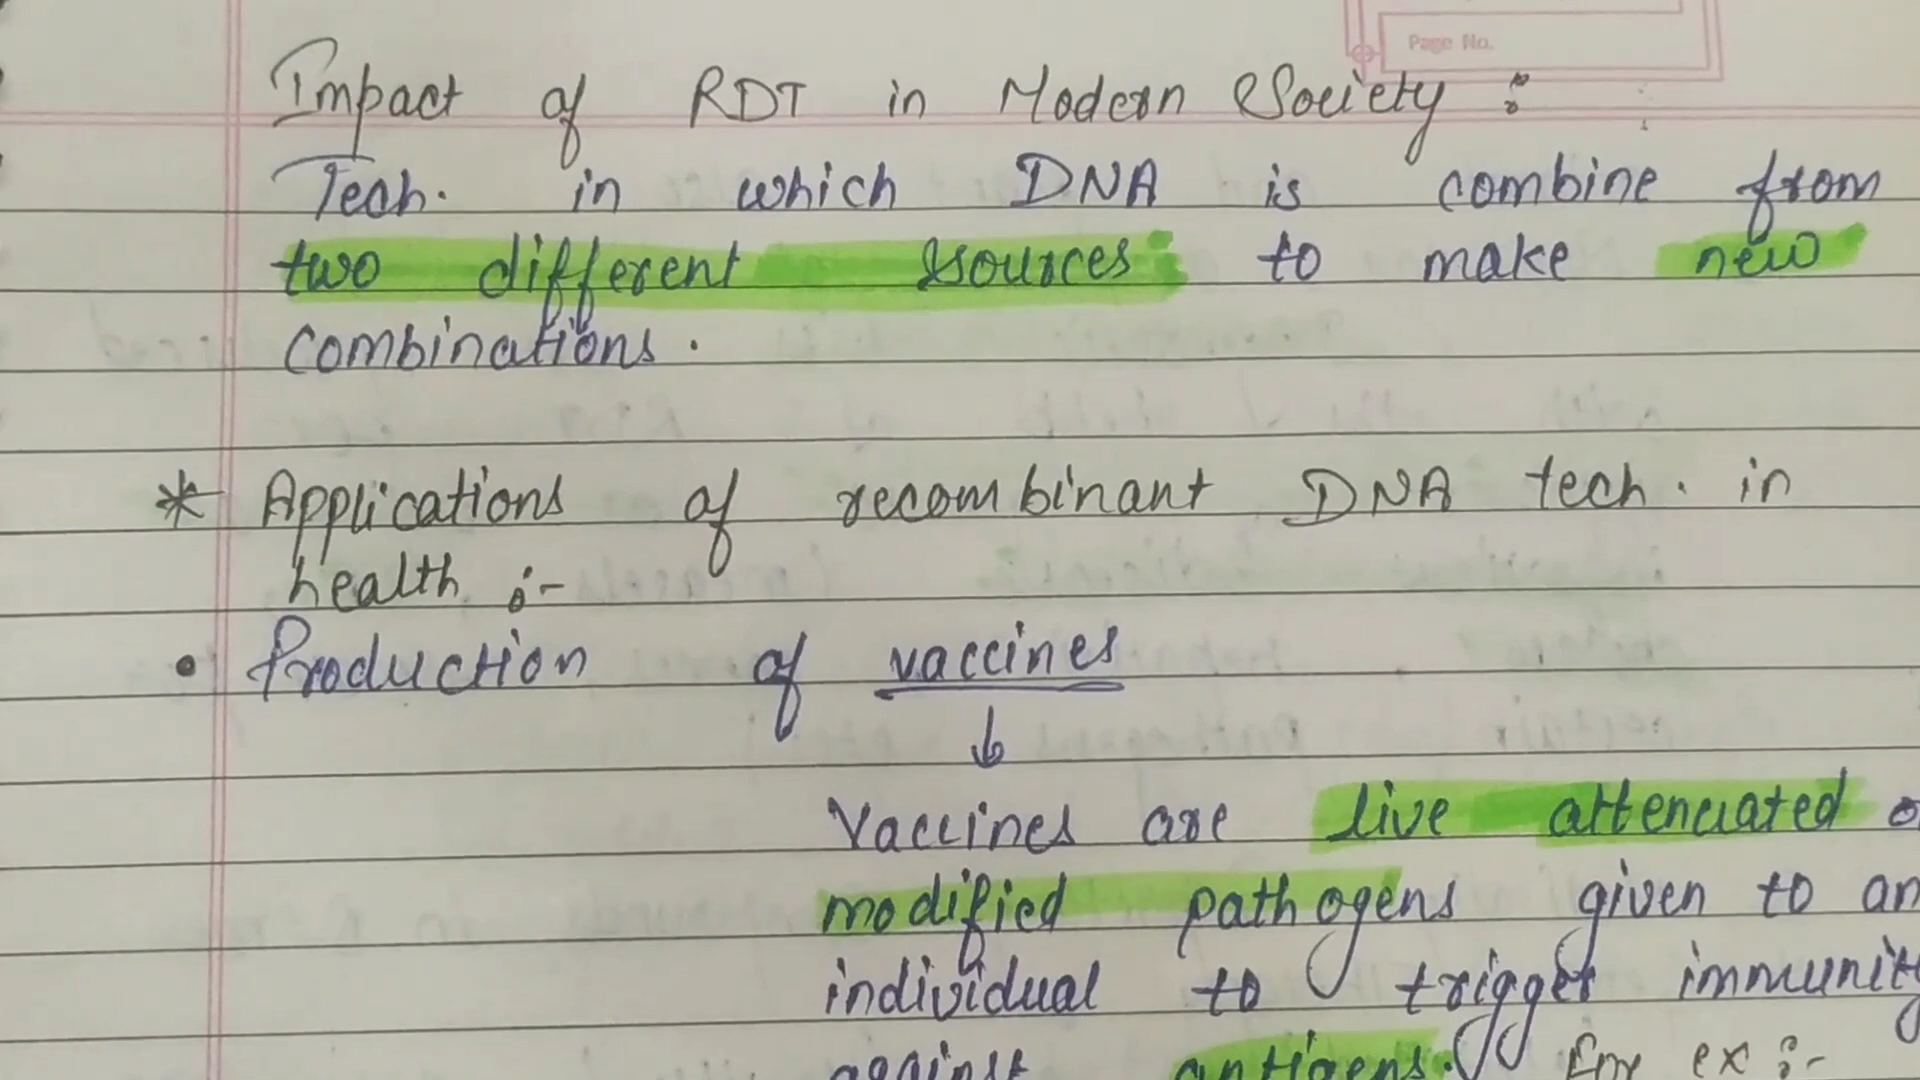 Page No.
Impact of RDT in Modern Society :
Tech. in which DNA is combine from
two different sources to make new
combinations.
* Applications of recombinant DNA tech. in
health :-
• Production of vaccines
↓
Vaccines are live attenuated
modified pathogens given to an
individual to trigger immunity
against antigens. For ex :-